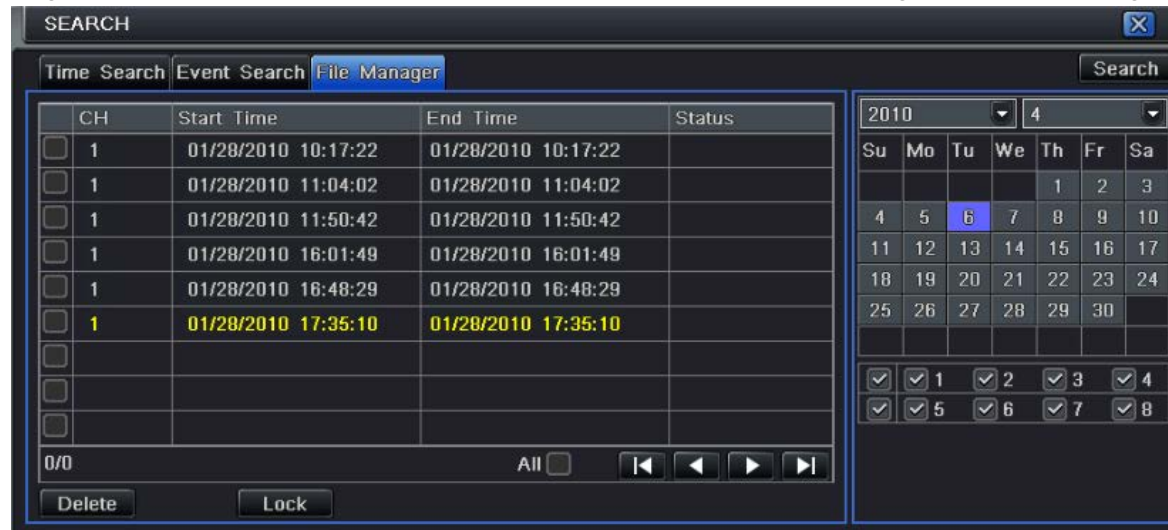 SEARCH
Time Search Event Search File Manager Search
CH Start Time End Time Status
1 01/28/2010 10:17:22 01/28/2010 10:17:22
1 01/28/2010 11:04:02 01/28/2010 11:04:02
1 01/28/2010 11:50:42 01/28/2010 11:50:42
1 01/28/2010 16:01:49 01/28/2010 16:01:49
1 01/28/2010 16:48:29 01/28/2010 16:48:29
1 01/28/2010 17:35:10 01/28/2010 17:35:10
0/0 All
Delete Lock
2010 4
Su Mo Tu We Th Fr Sa
1 2 3
4 5 6 7 8 9 10
11 12 13 14 15 16 17
18 19 20 21 22 23 24
25 26 27 28 29 30
1 2 3 4
5 6 7 8